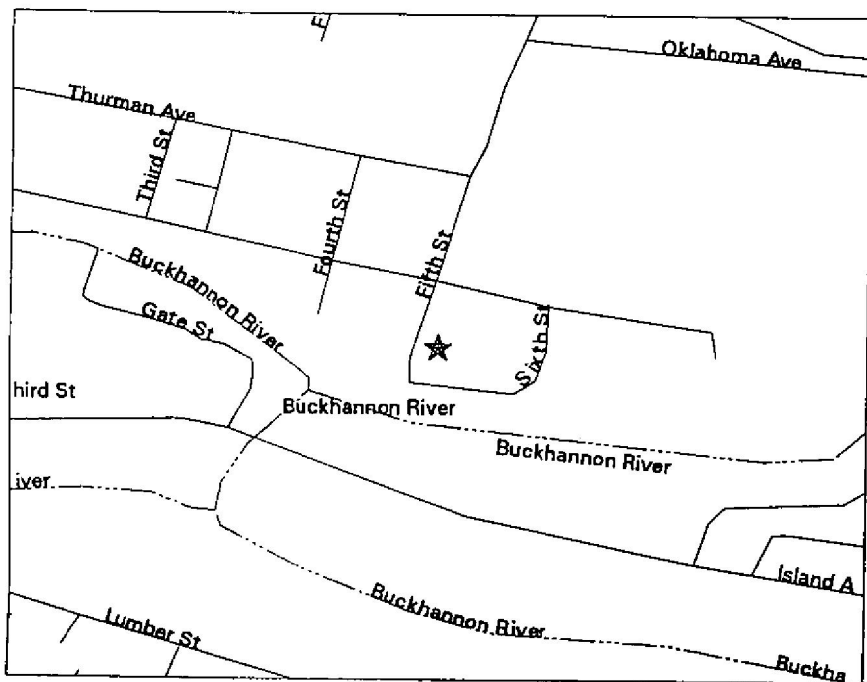 F
Oklahoma Ave
Thurman Ave
Third St
Fourth St
Fifth St
Buckhannon River
Gate St
Sixth St
hird St
Buckhannon River
Buckhannon River
iver
Island A
Buckhannon River
Lumber St
Buckha